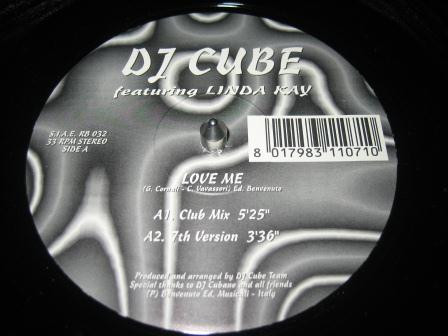 DJ CUBE
featuring LINDA KAY
S.I.A.E. RB 032
33 RPM STEREO
SIDE A
8 017983 110710
LOVE ME
(G. Cornali - C. Vavassori) Ed. Benvenuto
A1. Club Mix 5'25"
A2. 7th Version 3'36"
Produced and arranged by DJ Cube Team
Special thanks to DJ Cubano and all friends
(P) Benvenuto Ed. Musicali - Italy